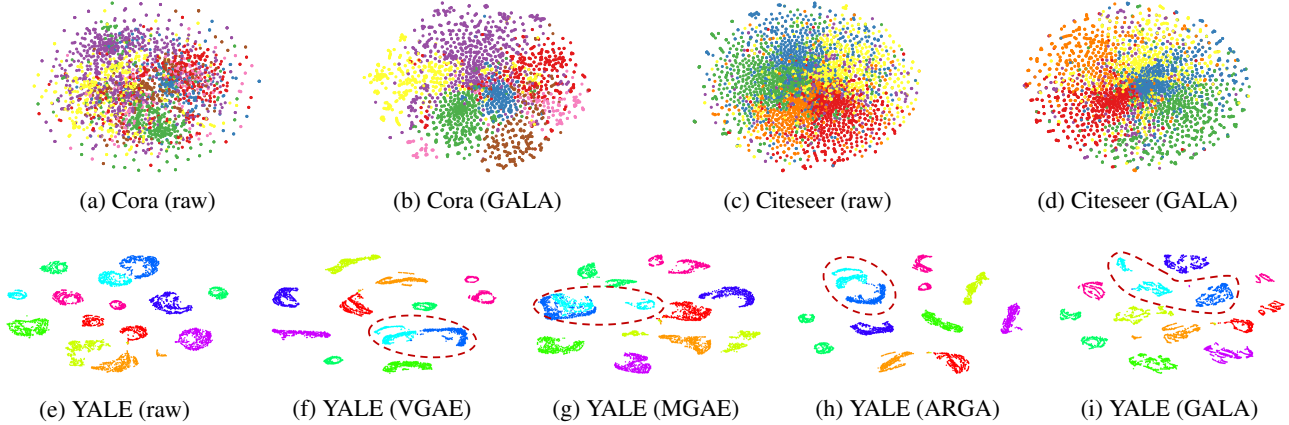 (a) Cora (raw)
(b) Cora (GALA)
(c) Citeseer (raw)
(d) Citeseer (GALA)
(e) YALE (raw)
(f) YALE (VGAE)
(g) YALE (MGAE)
(h) YALE (ARGA)
(i) YALE (GALA)